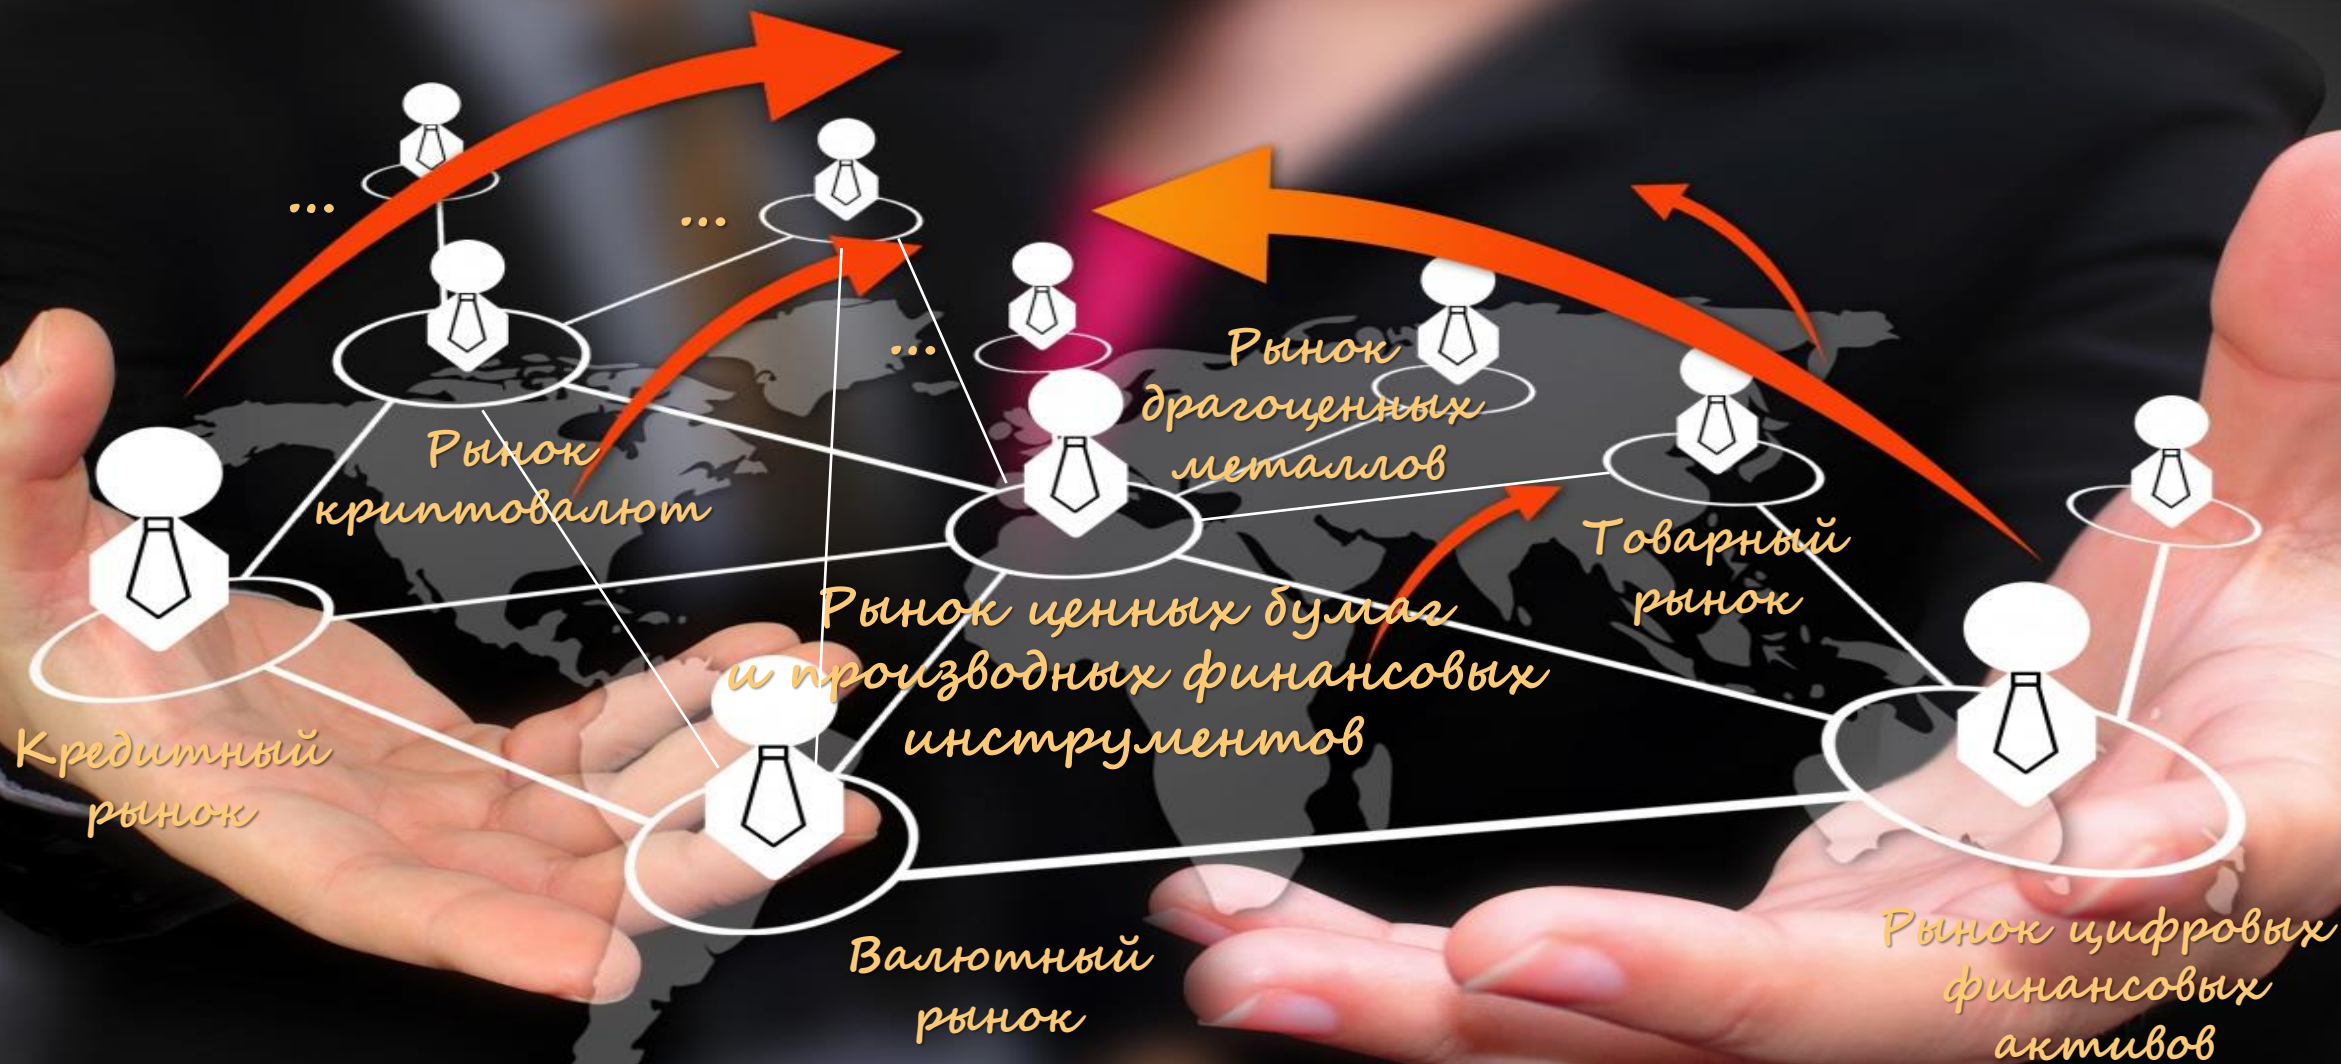 ...
...
...
Рынок
драгоценных
металлов
Рынок
криптовалют
Товарный
рынок
Рынок ценных бумаг
и производных финансовых
инструментов
Кредитный
рынок
Валютный
рынок
Рынок цифровых
финансовых
активов